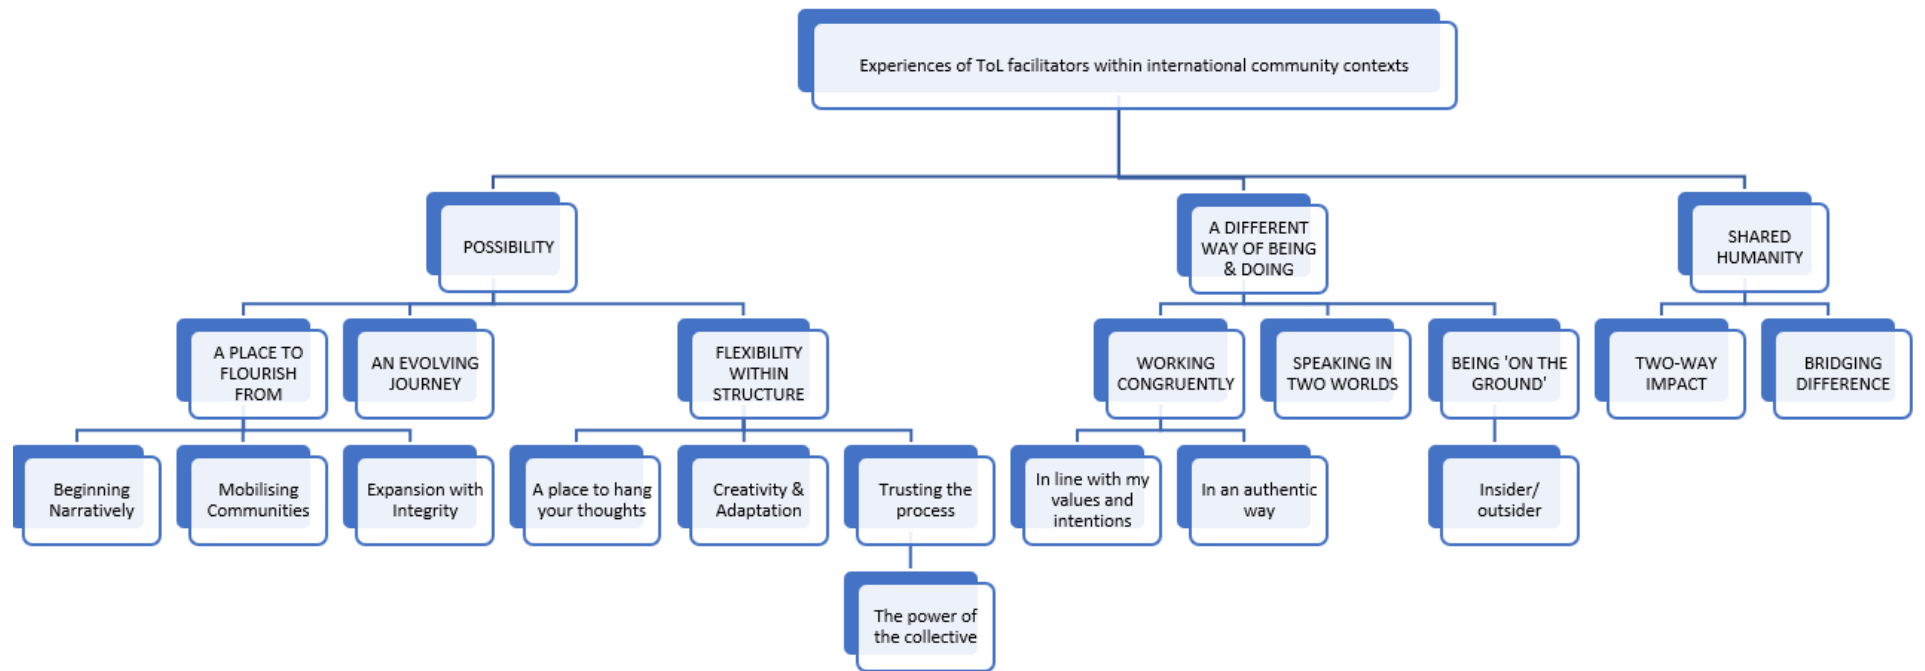 Experiences of ToL facilitators within international community contexts
POSSIBILITY
A DIFFERENT
WAY OF BEING
& DOING
SHARED
HUMANITY
A PLACE TO
FLOURISH
FROM
AN EVOLVING
JOURNEY
FLEXIBILITY
WITHIN
STRUCTURE
WORKING
CONGRUENTLY
SPEAKING IN
TWO WORLDS
BEING 'ON THE
GROUND'
TWO-WAY
IMPACT
BRIDGING
DIFFERENCE
Beginning
Narratively
Mobilising
Communities
Expansion with
Integrity
A place to hang
your thoughts
Creativity &
Adaptation
Trusting the
process
In line with my
values and
intentions
In an authentic
way
Insider/
outsider
The power of
the collective